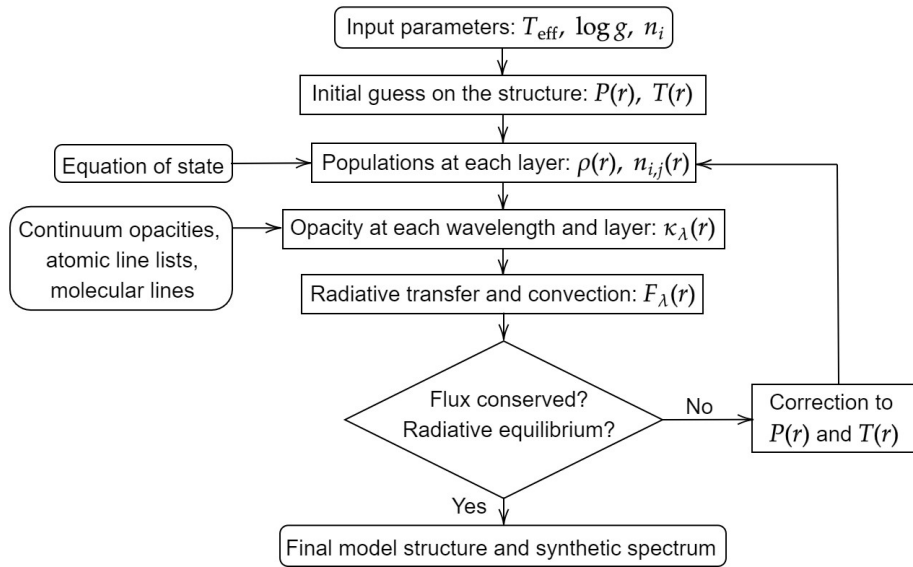 Input parameters: T_eff, log g, n_i
Initial guess on the structure: P(r), T(r)
Equation of state
Populations at each layer: ρ(r), n_{i,j}(r)
Continuum opacities,
atomic line lists,
molecular lines
Opacity at each wavelength and layer: κ_λ(r)
Radiative transfer and convection: F_λ(r)
Flux conserved?
Radiative equilibrium?
No
Correction to
P(r) and T(r)
Yes
Final model structure and synthetic spectrum